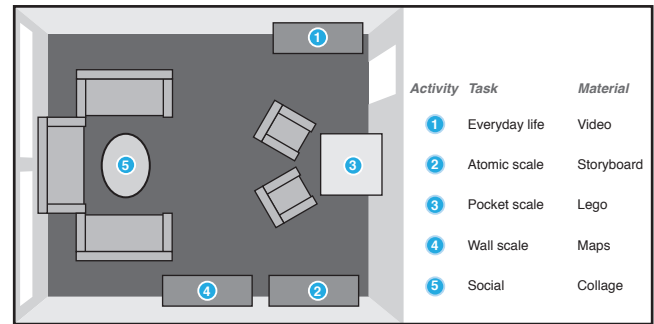 1
5
3
4
2
Activity Task Material
1 Everyday life Video
2 Atomic scale Storyboard
3 Pocket scale Lego
4 Wall scale Maps
5 Social Collage